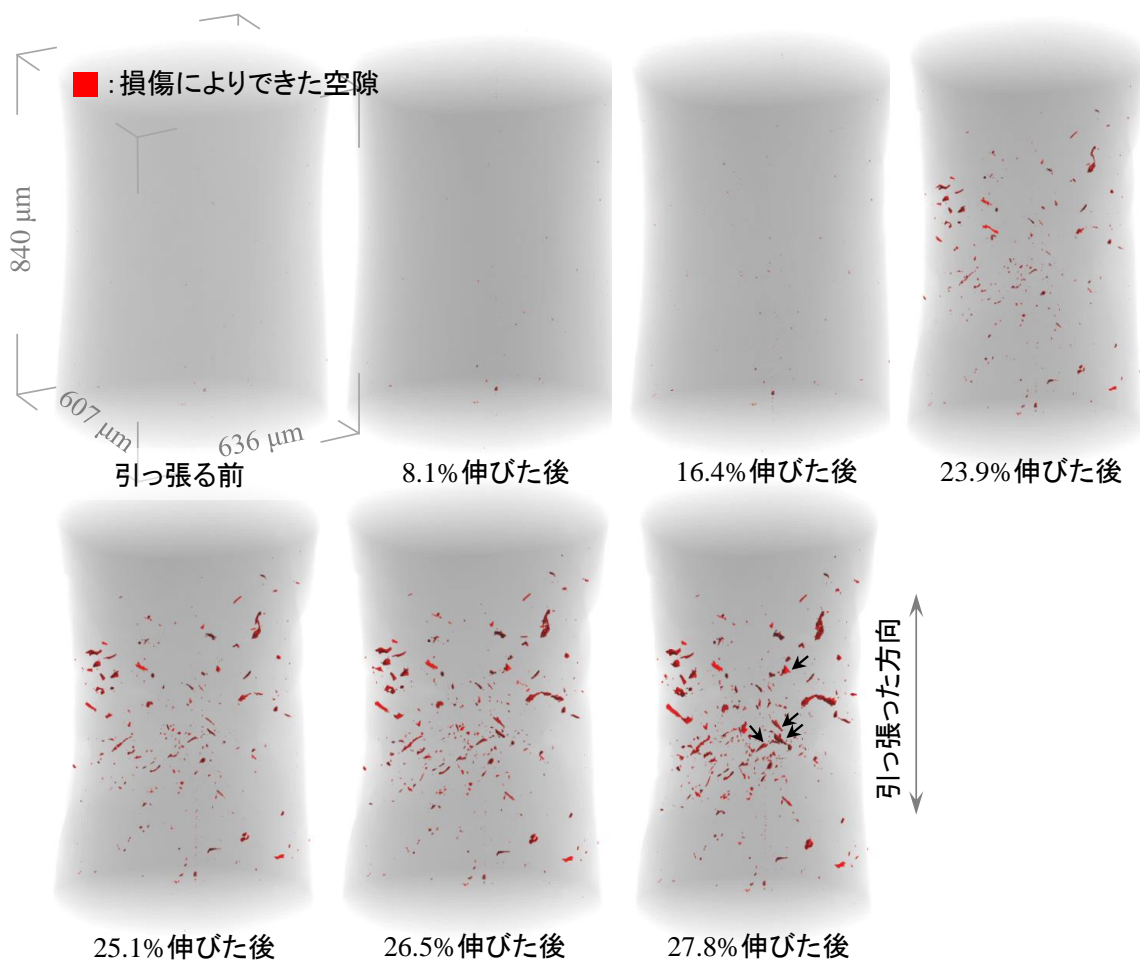 :損傷によりできた空隙
840 μm
607 μm
636 μm
引っ張る前
8.1%伸びた後
16.4%伸びた後
23.9%伸びた後
引っ張った方向
25.1%伸びた後
26.5%伸びた後
27.8%伸びた後